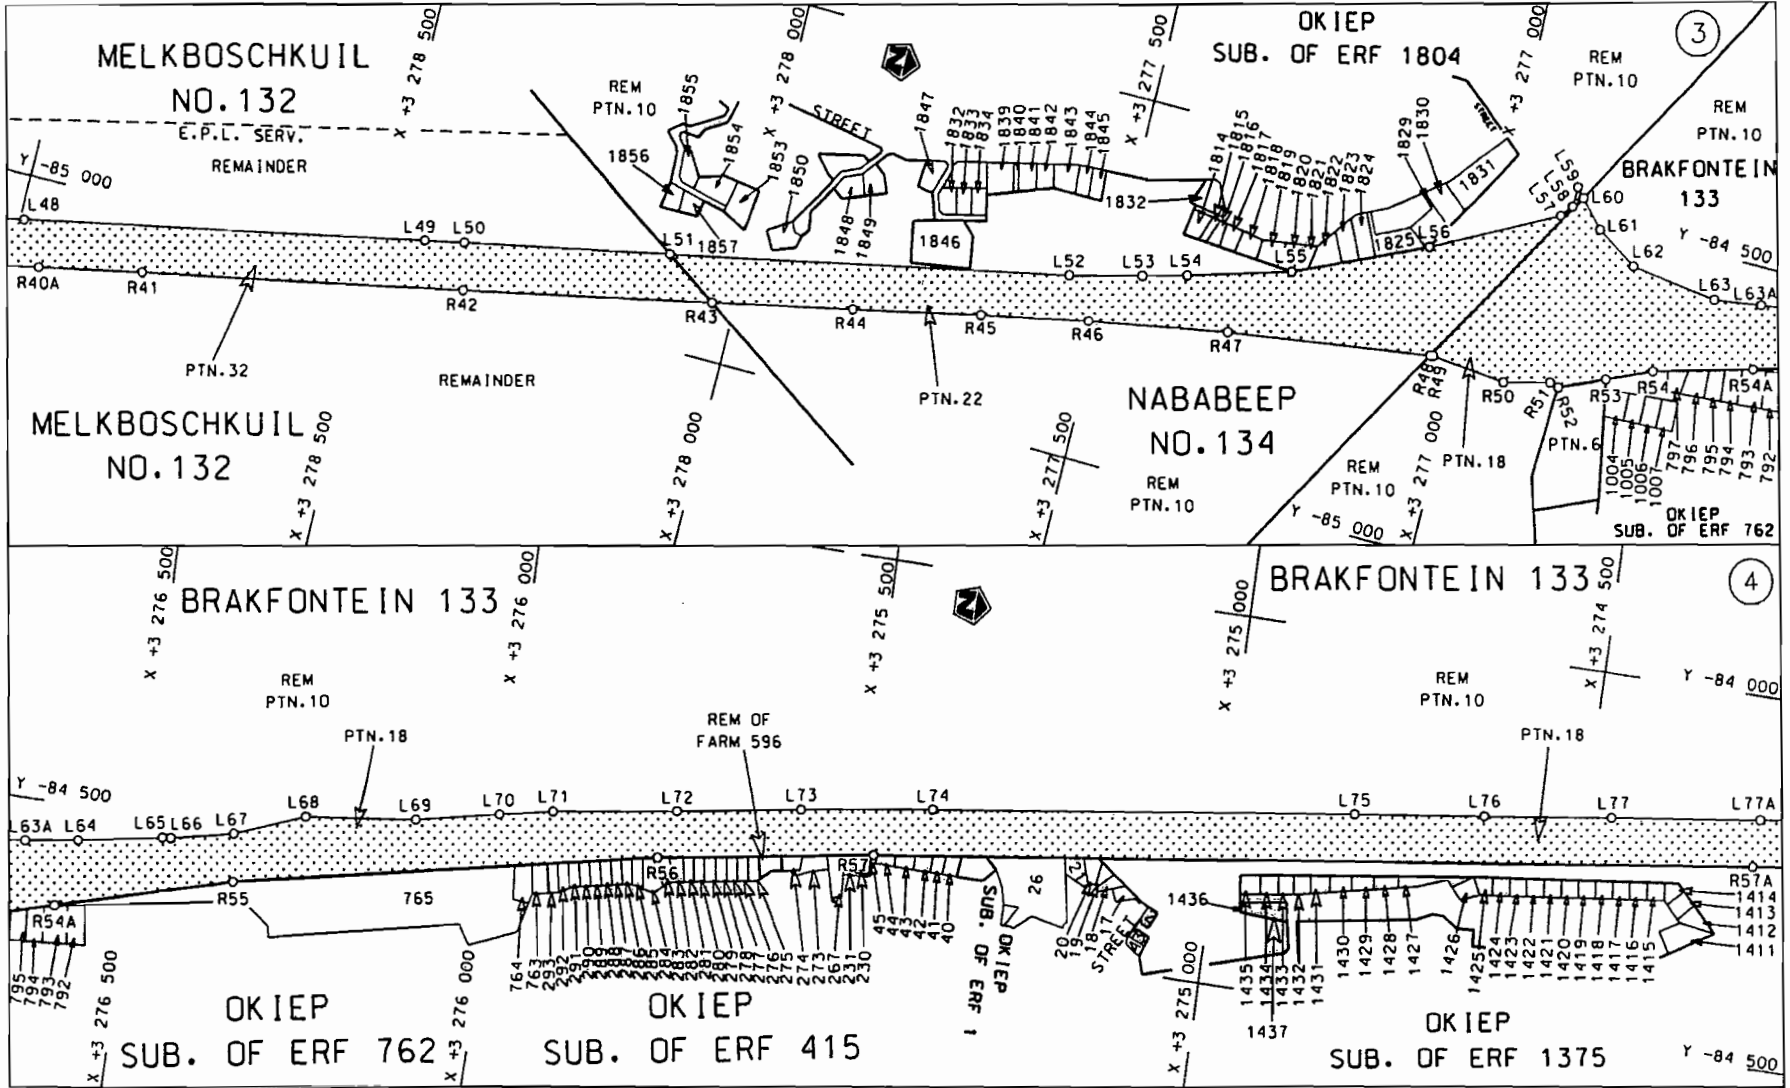 MELKBOSCHKUIL
NO.132
E.P.L. SERV.
REMAINDER
X +3 278 500
REM
PTN.10
1855
1854
1853
1850
1856
1857
X +3 278 000
STREET
1847
1832
1833
1834
1839
1840
1841
1842
1843
1844
1845
1848
1849
1846
1832
X +3 277 500
OKIEP
SUB. OF ERF 1804
1814
1815
1816
1817
1818
1819
1820
1821
1822
1823
1824
1829
1830
1831
1825
STREET
X +3 277 000
REM
PTN.10
3
REM
PTN.10
BRAKFONTEIN
133
Y -85 000
Y -84 500
L48
L49
L50
L51
L52
L53
L54
L55
L56
L57
L58
L59
L60
L61
L62
L63
L63A
R40A
R41
R42
R43
R44
R45
R46
R47
R48
R49
R50
R51
R52
R53
R54
R54A
PTN.32
REMAINDER
MELKBOSCHKUIL
NO.132
X +3 278 500
X +3 278 000
PTN.22
X +3 277 500
NABABEEP
NO.134
REM
PTN.10
REM
PTN.10
Y -85 000
X +3 277 000
PTN.18
PTN.6
1004
1005
1006
1007
797
796
795
794
793
792
OKIEP
SUB. OF ERF 762
X +3 276 500
BRAKFONTEIN 133
X +3 276 000
X +3 275 500
X +3 275 000
BRAKFONTEIN 133
X +3 274 500
4
REM
PTN.10
PTN.18
REM OF
FARM 596
REM
PTN.10
PTN.18
Y -84 000
Y -84 500
L63A
L64
L65
L66
L67
L68
L69
L70
L71
L72
L73
L74
L75
L76
L77
L77A
R54A
R55
R56
R57
R57A
765
795
794
793
792
764
763
293
292
291
290
289
288
287
286
285
284
283
282
281
280
279
278
277
276
275
274
273
267
231
230
45
44
43
42
41
40
SUB. OF ERF 1
OKIEP
26
20
19
18
17
STREET
1436
1435
1434
1433
1432
1431
1430
1429
1428
1427
1426
1425
1424
1423
1422
1421
1420
1419
1418
1417
1416
1415
1414
1413
1412
1411
1437
X +3 276 500
OKIEP
SUB. OF ERF 762
X +3 276 000
OKIEP
SUB. OF ERF 415
X +3 275 000
OKIEP
SUB. OF ERF 1375
Y -84 500